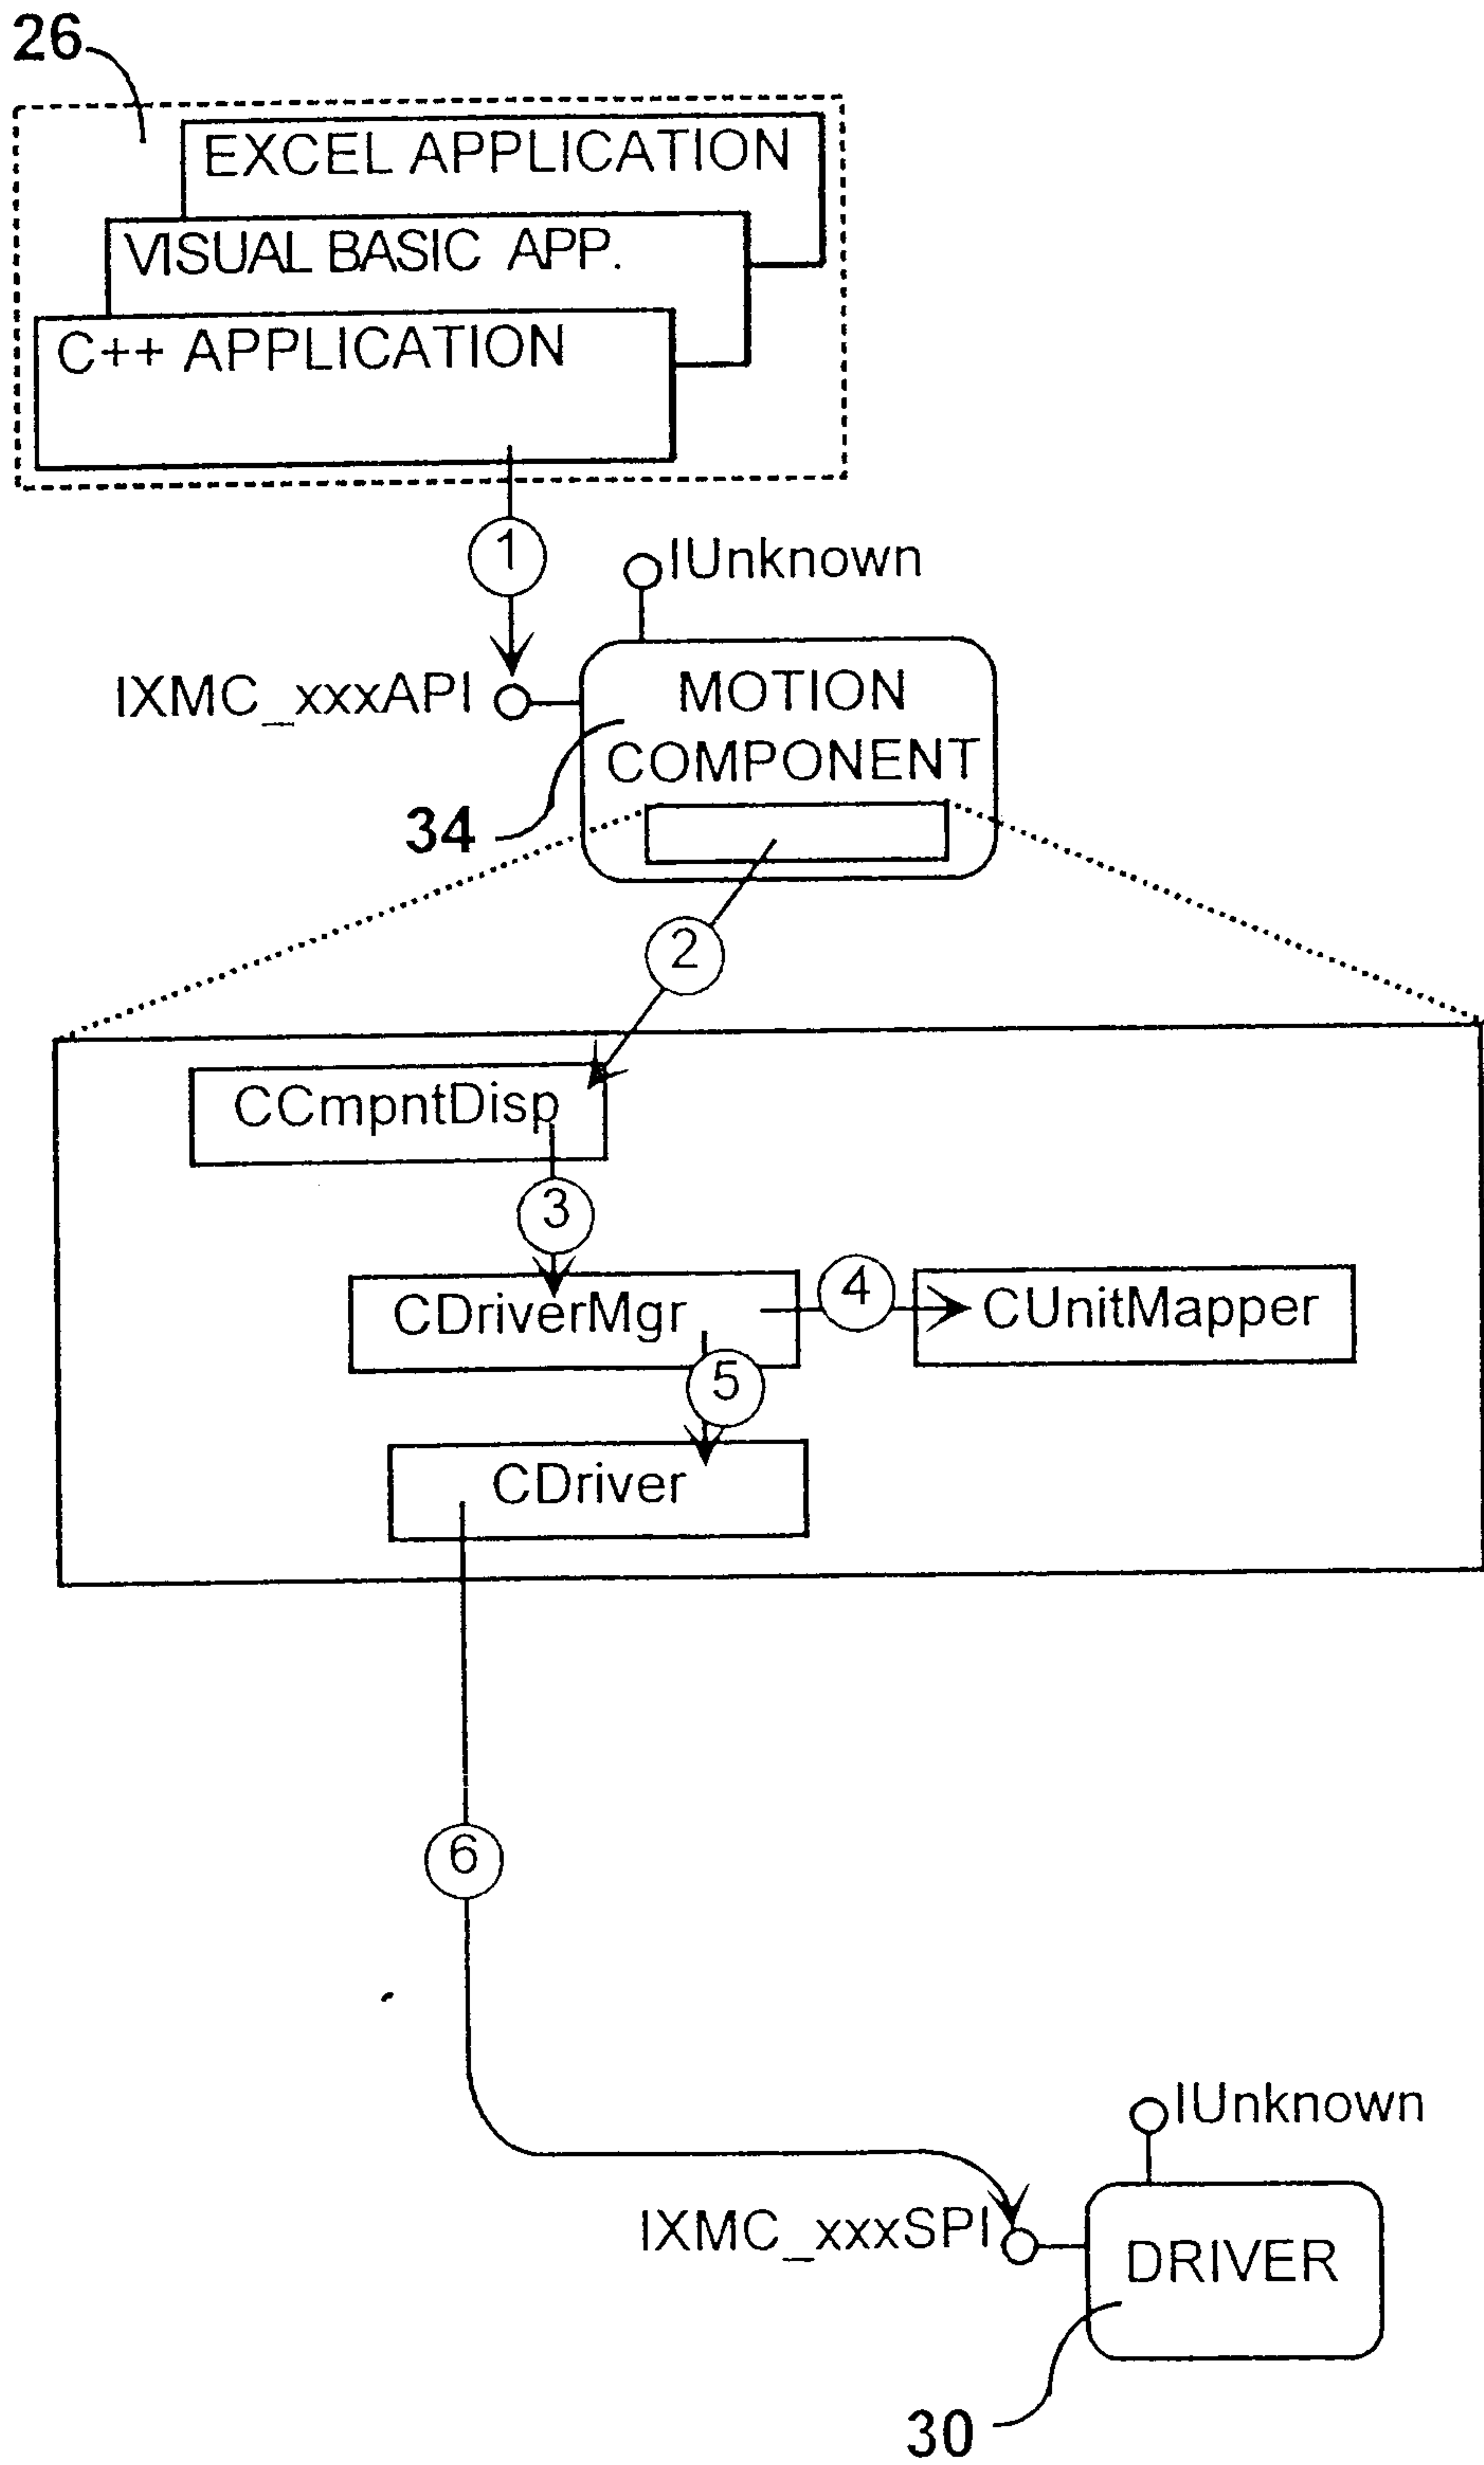 26
EXCEL APPLICATION
VISUAL BASIC APP.
C++ APPLICATION
1
IUnknown
IXMC_xxxAPI
MOTION
COMPONENT
34
2
CCmpntDisp
3
CDriverMgr
4
CUnitMapper
5
CDriver
6
IUnknown
IXMC_xxxSPI
DRIVER
30